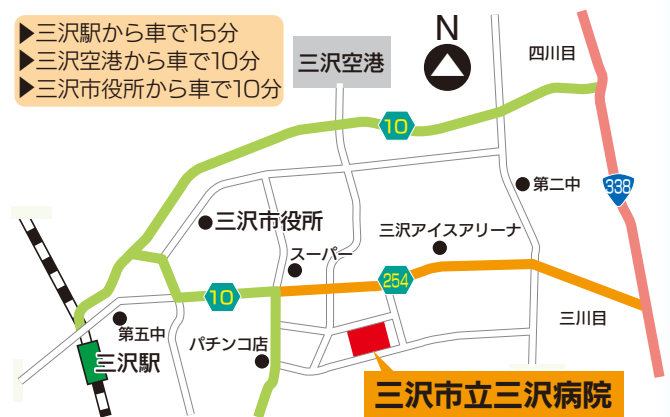 ▶三沢駅から車で15分
▶三沢空港から車で10分
▶三沢市役所から車で10分
N
四川目
三沢空港
10
第二中
338
三沢市役所
三沢アイスアリーナ
スーパー
254
10
三川目
第五中
パチンコ店
三沢駅
三沢市立三沢病院